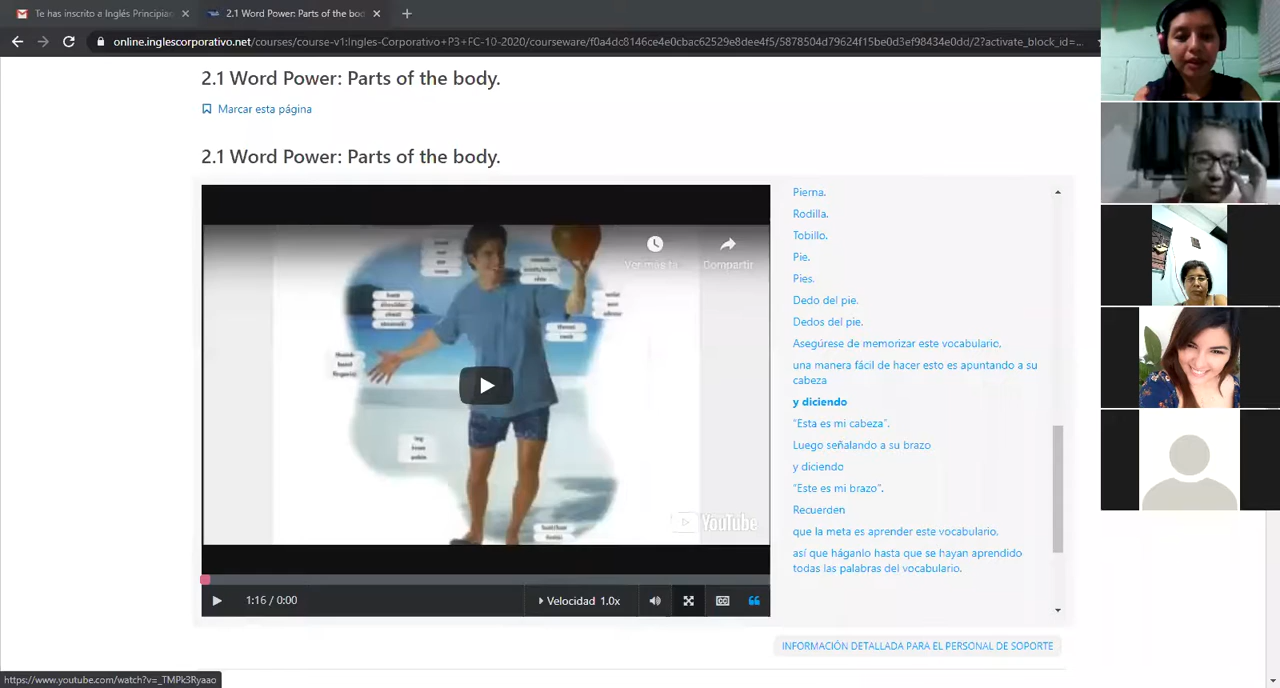 Te has inscrito a Inglés Principian
2.1 Word Power: Parts of the bod
online.inglescorporativo.net/courses/course-v1:Ingles-Corporativo+P3+FC-10-2020/courseware/f0a4dc8146ce4e0cbac62529e8dee4f5/5878504d79624f15be0d3ef98434e0dd/2?activate_block_id=...
2.1 Word Power: Parts of the body.
Marcar esta página
2.1 Word Power: Parts of the body.
Compartir
YouTube
1:16 / 0:00
Velocidad 1.0x
Pierna.
Rodilla.
Tobillo.
Pie.
Pies.
Dedo del pie.
Dedos del pie.
Asegúrese de memorizar este vocabulario,
una manera fácil de hacer esto es apuntando a su
cabeza
y diciendo
"Esta es mi cabeza".
Luego señalando a su brazo
y diciendo
"Este es mi brazo".
Recuerden
que la meta es aprender este vocabulario,
así que háganlo hasta que se hayan aprendido
todas las palabras del vocabulario.
INFORMACIÓN DETALLADA PARA EL PERSONAL DE SOPORTE
https://www.youtube.com/watch?v=_TMPk3Ryaao